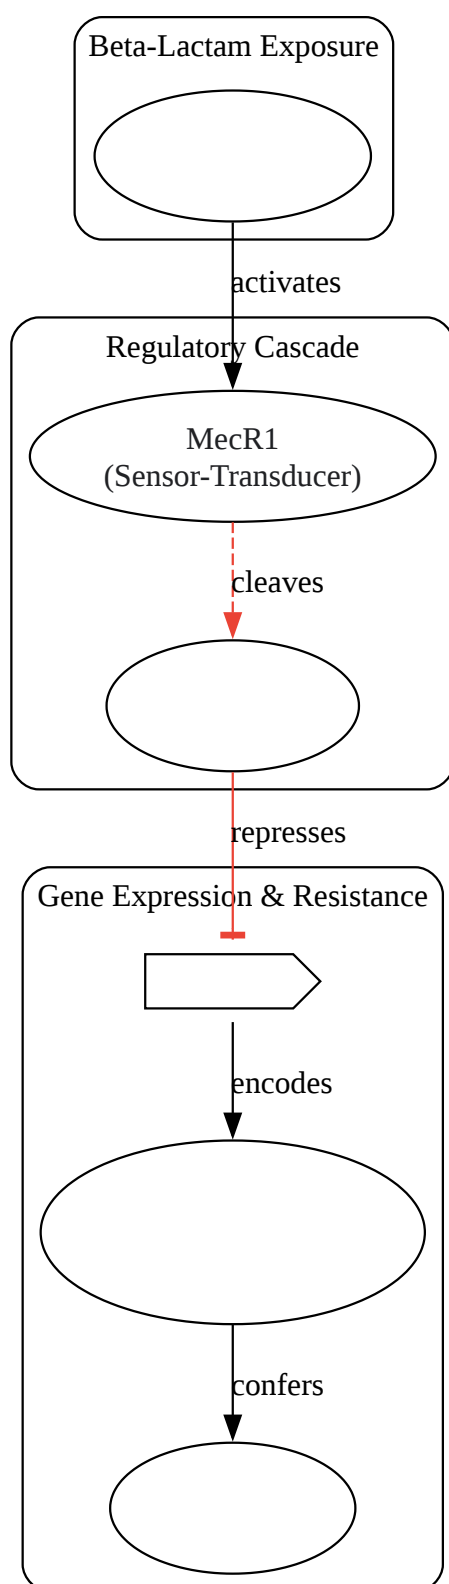 Beta-Lactam Exposure
activates
Regulatory Cascade
MecR1
(Sensor-Transducer)
cleaves
represses
Gene Expression & Resistance
encodes
confers